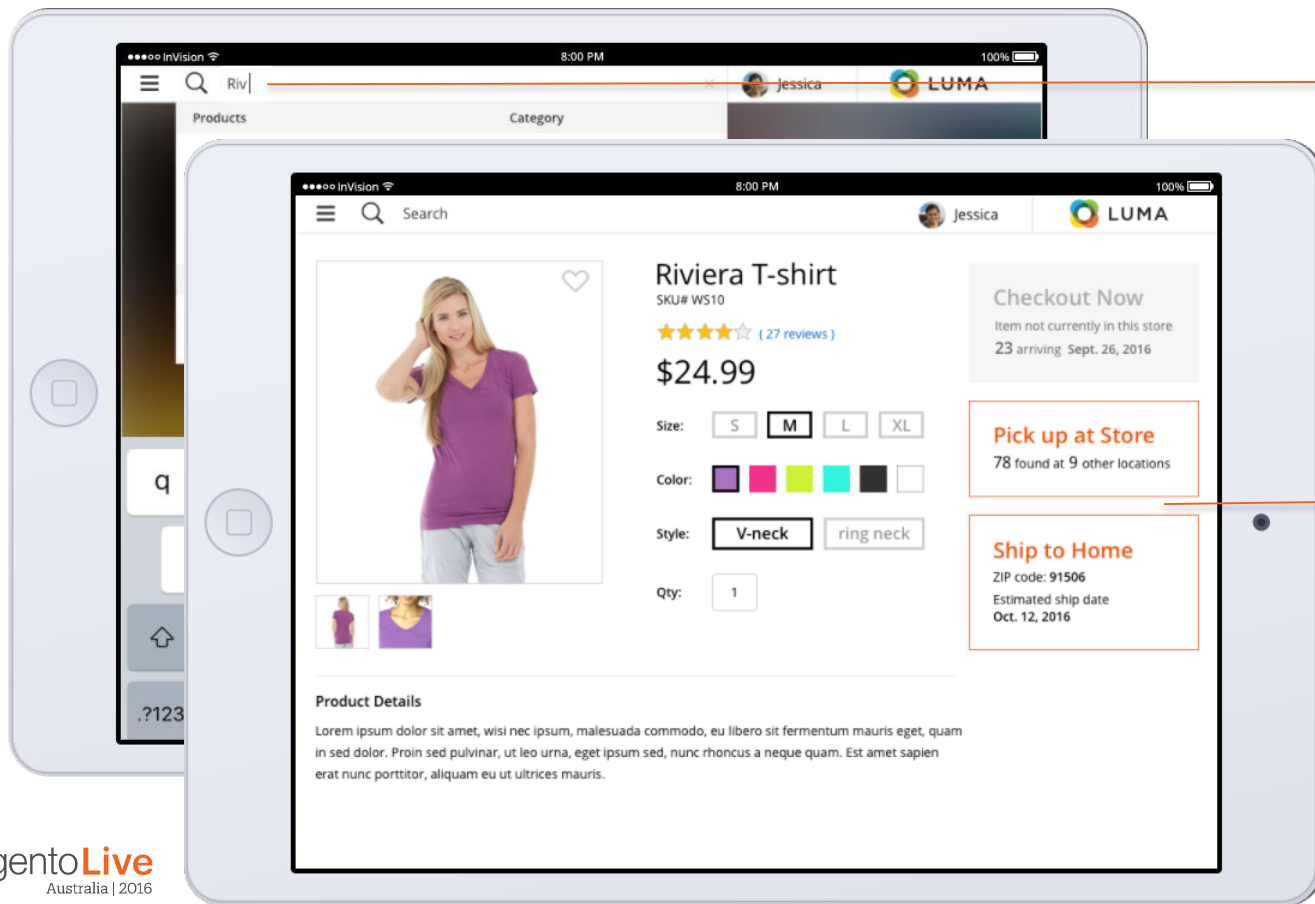 ●●●○○ InVision 8:00 PM 100%
Riv × Jessica LUMA
Products Category
q
.?123
●●●○○ InVision 8:00 PM 100%
Search Jessica LUMA
Riviera T-shirt
SKU# WS10
( 27 reviews )
$24.99
Size: S M L XL
Color:
Style: V-neck ring neck
Qty: 1
Checkout Now
Item not currently in this store
23 arriving Sept. 26, 2016
Pick up at Store
78 found at 9 other locations
Ship to Home
ZIP code: 91506
Estimated ship date
Oct. 12, 2016
Product Details
Lorem ipsum dolor sit amet, wisi nec ipsum, malesuada commodo, eu libero sit fermentum mauris eget, quam
in sed dolor. Proin sed pulvinar, ut leo urna, eget ipsum sed, nunc rhoncus a neque quam. Est amet sapien
erat nunc porttitor, aliquam eu ut ultrices mauris.
gentoLive
Australia | 2016